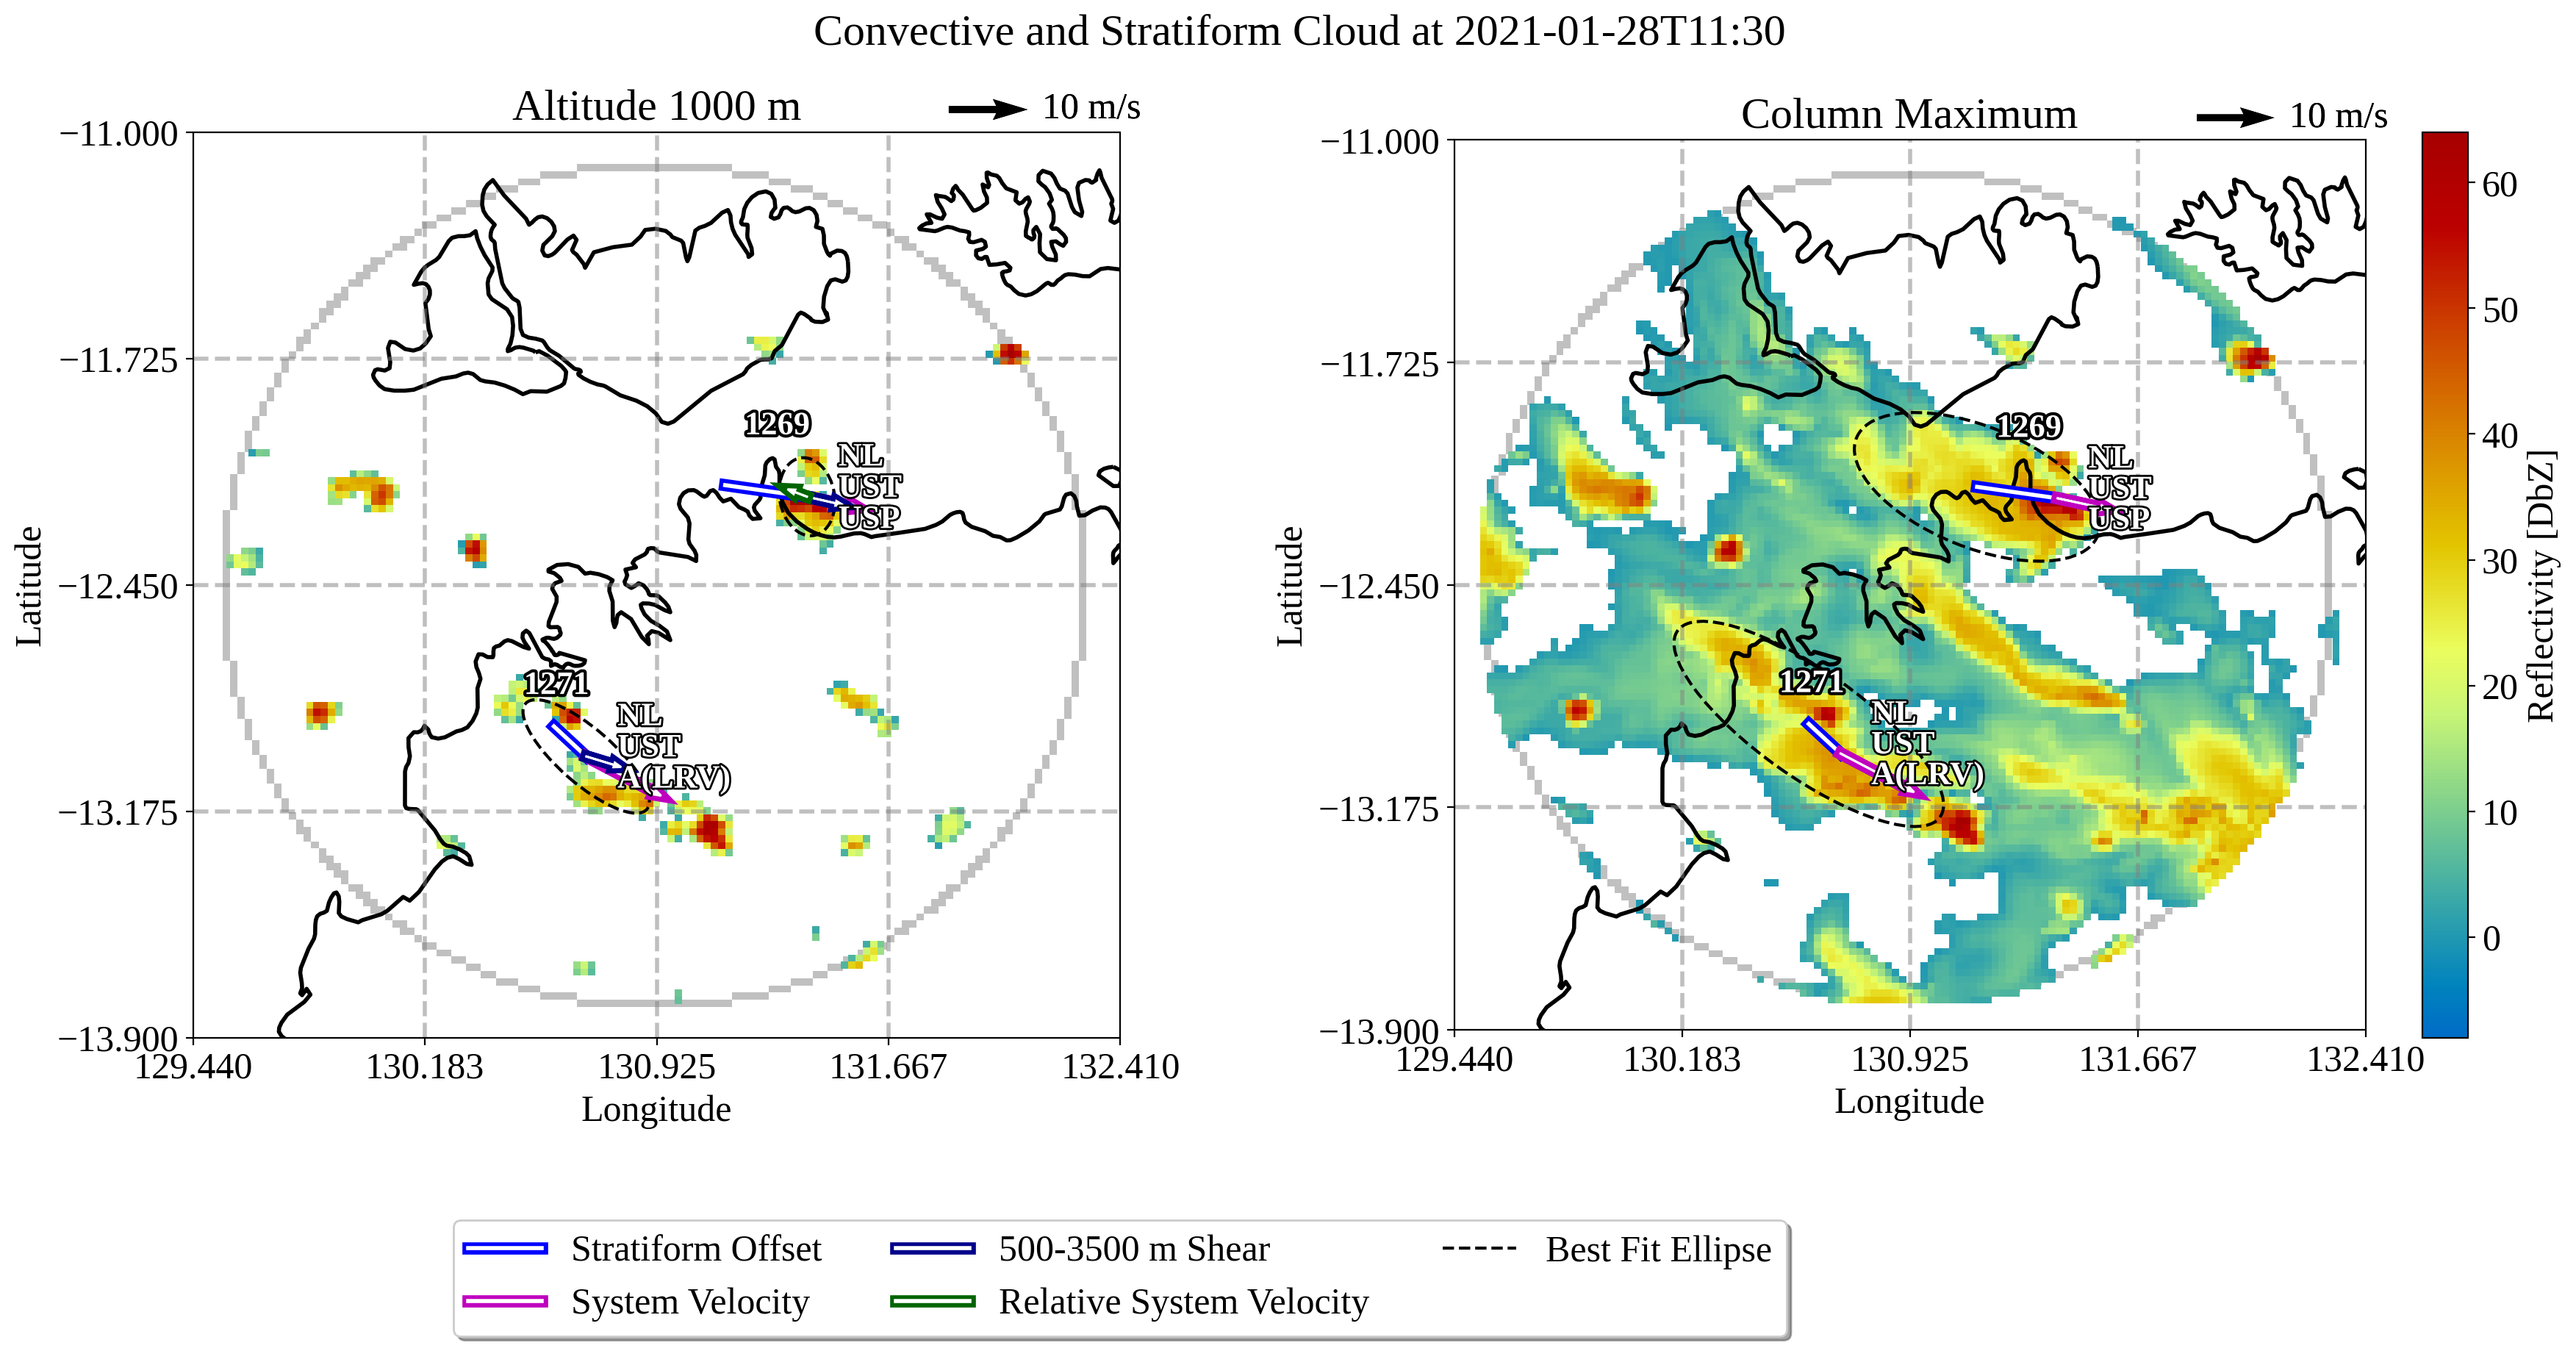 Convective and Stratiform Cloud at 2021-01-28T11:30
Altitude 1000 m
10 m/s
−11.000
−11.725
−12.450
−13.175
−13.900
Latitude
129.440
130.183
130.925
131.667
132.410
Longitude
1269
NL
UST
USP
1271
NL
UST
A(LRV)
Column Maximum
10 m/s
−11.000
−11.725
−12.450
−13.175
−13.900
Latitude
129.440
130.183
130.925
131.667
132.410
Longitude
1269
NL
UST
USP
1271
NL
UST
A(LRV)
60
50
40
30
20
10
0
Reflectivity [DbZ]
Stratiform Offset
System Velocity
500-3500 m Shear
Relative System Velocity
Best Fit Ellipse